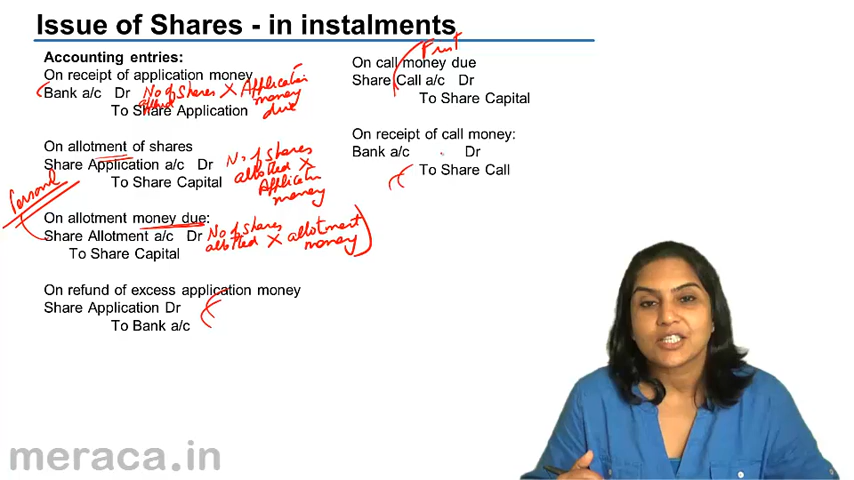 Issue of Shares - in instalments
Accounting entries:
On receipt of application money
Bank a/c Dr No of Shares X Application money due
To Share Application
On allotment of shares
Share Application a/c Dr No of Shares allotted X Application money
To Share Capital
Personal
On allotment money due:
Share Allotment a/c Dr No of Shares allotted X allotment money
To Share Capital
On refund of excess application money
Share Application Dr
To Bank a/c
First
On call money due
Share Call a/c Dr
To Share Capital
On receipt of call money:
Bank a/c Dr
To Share Call
meraca.in